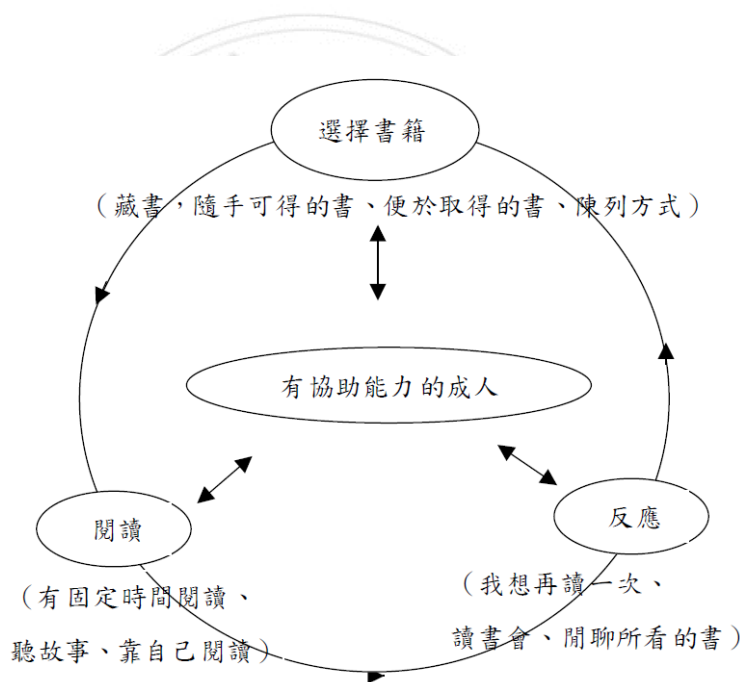 選擇書籍
（藏書，隨手可得的書、便於取得的書、陳列方式）
有協助能力的成人
閱讀
（有固定時間閱讀、
聽故事、靠自己閱讀）
反應
（我想再讀一次、
讀書會、閒聊所看的書）